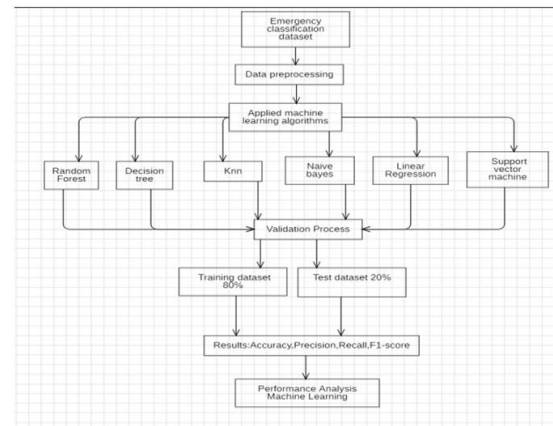 Emergency
classification
dataset
Data preprocessing
Applied machine
learning algorithms
Random
Forest
Decision
tree
Knn
Naive
bayes
Linear
Regression
Support
vector
machine
Validation Process
Training dataset
80%
Test dataset 20%
Results:Accuracy,Precision,Recall,F1-score
Performance Analysis
Machine Learning